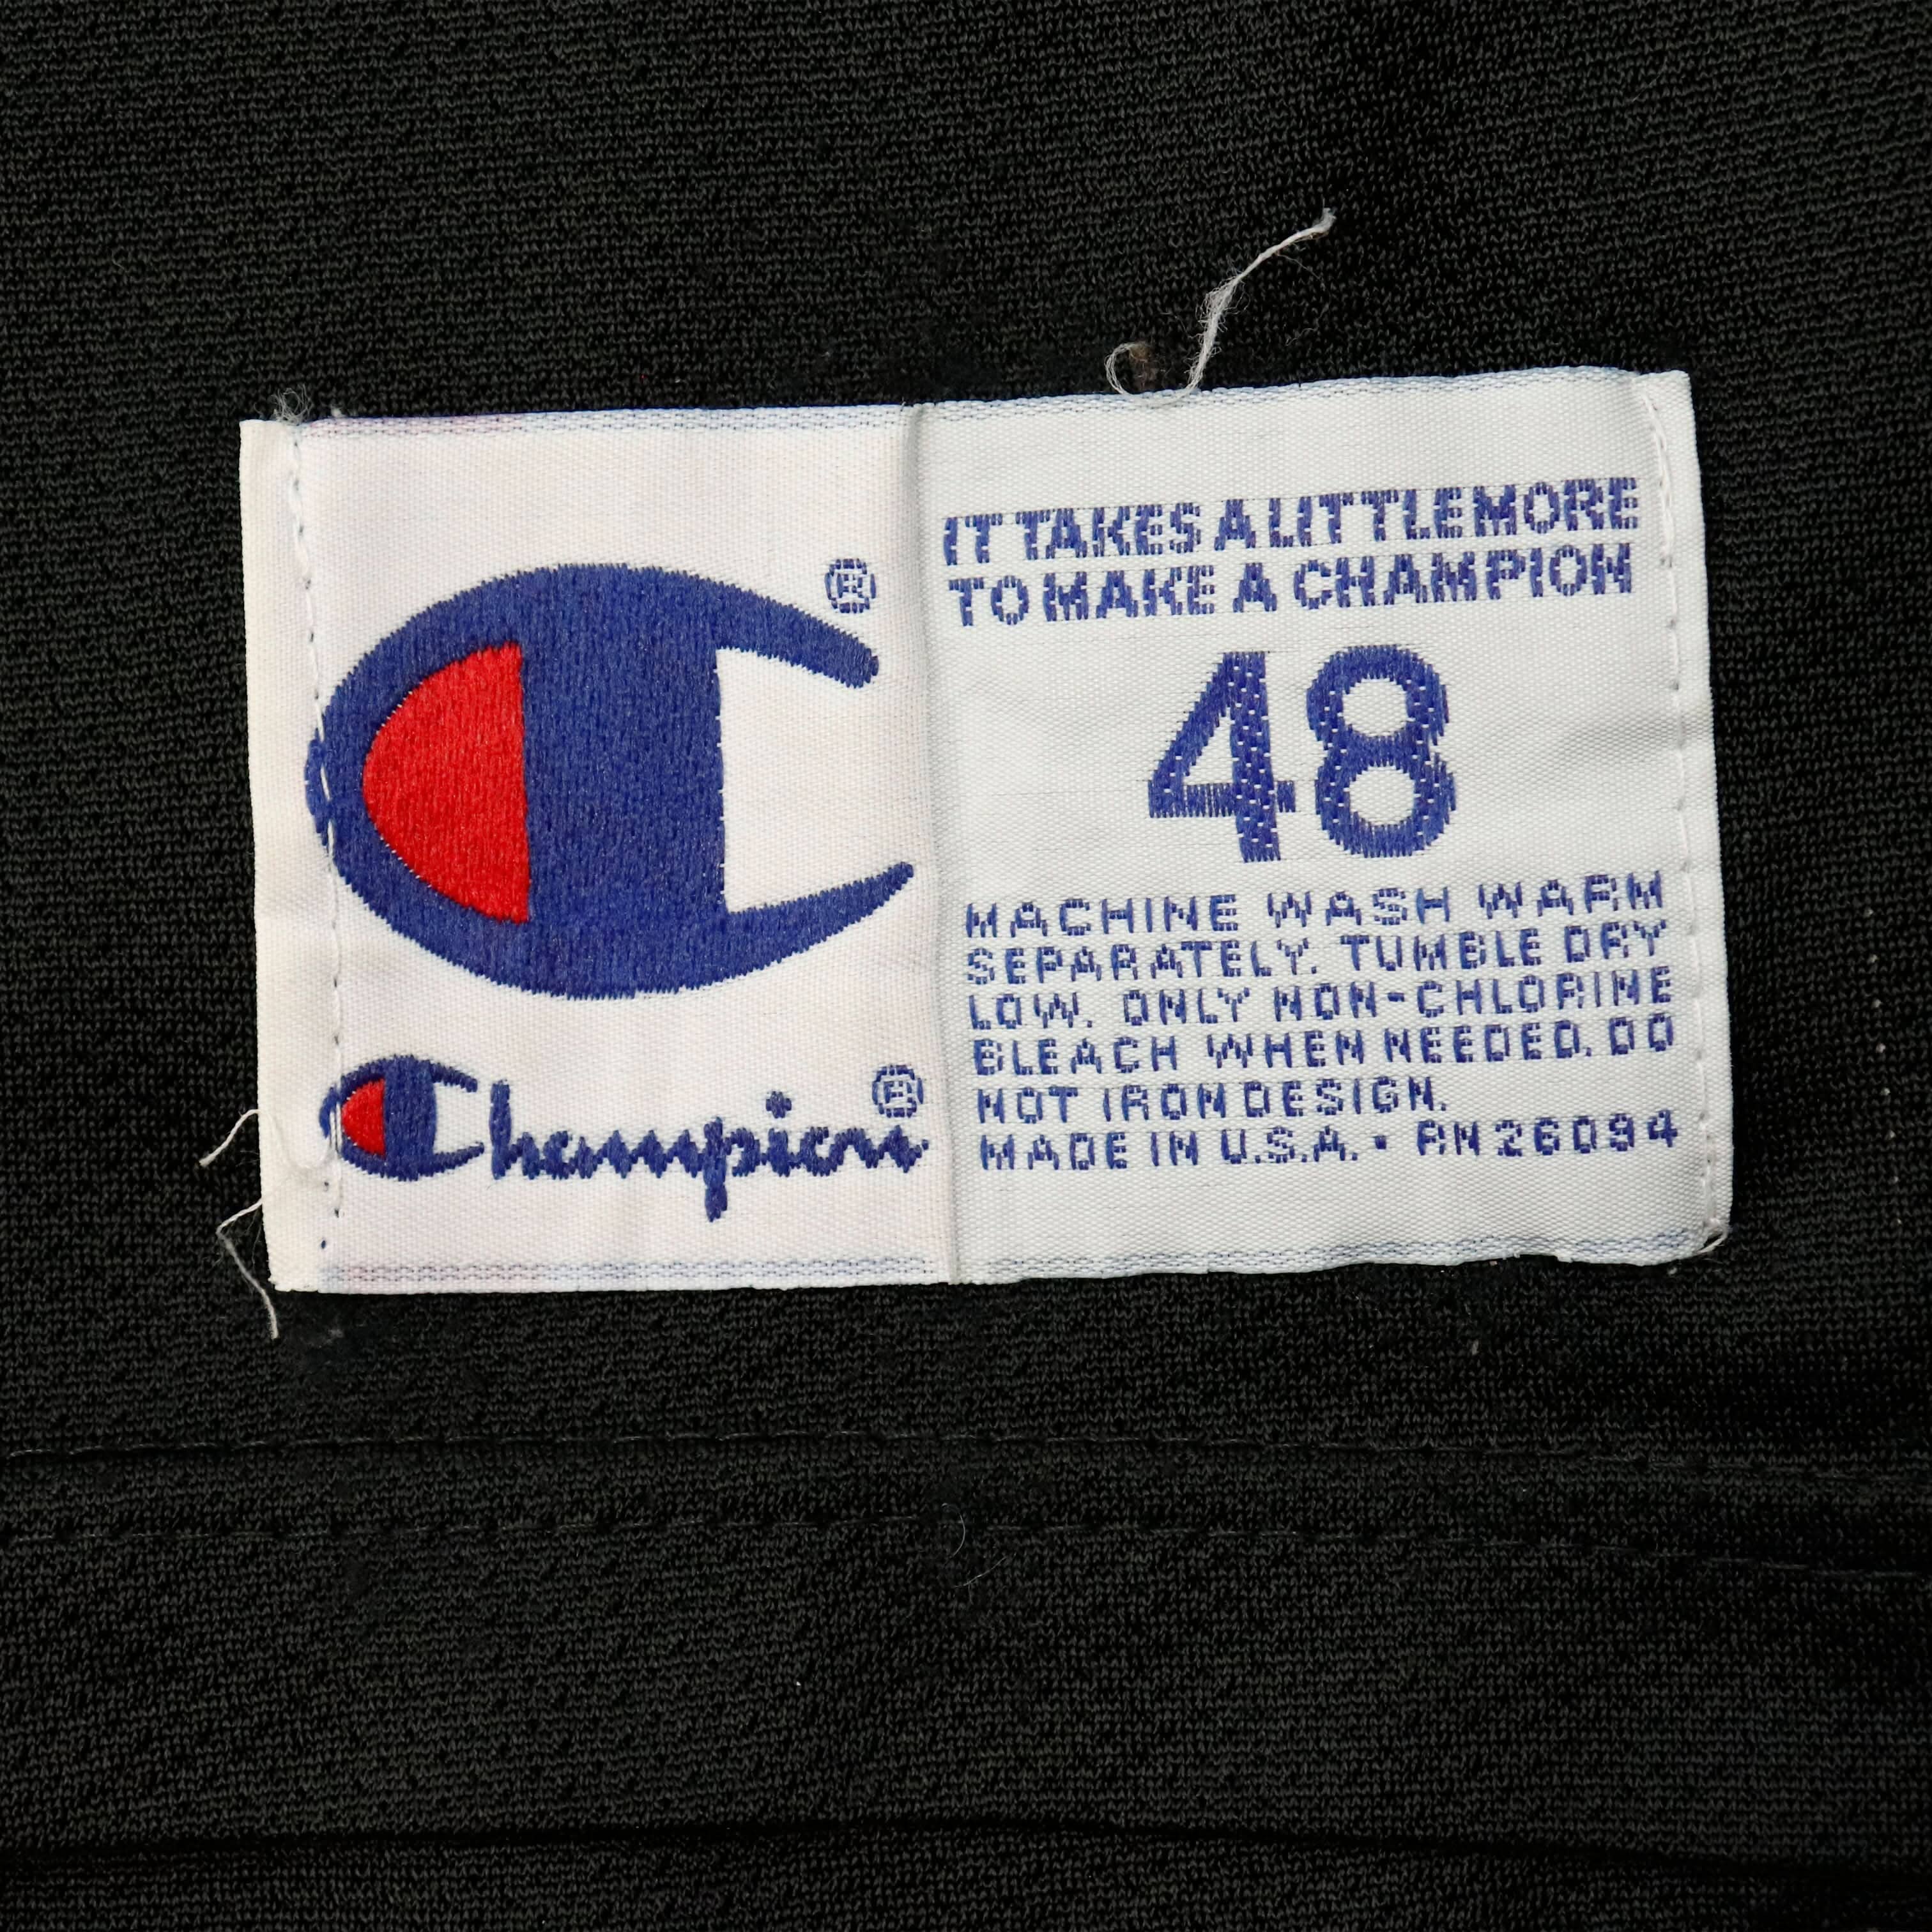 ®
Champion®
IT TAKES A LITTLE MORE
TO MAKE A CHAMPION
48
MACHINE WASH WARM
SEPARATELY. TUMBLE DRY
LOW. ONLY NON-CHLORINE
BLEACH WHEN NEEDED. DO
NOT IRON DESIGN.
MADE IN U.S.A. • RN 26094